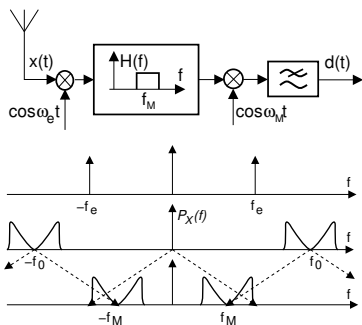 x(t)
H(f)
f
f_M
d(t)
cosω_e t
cosω_M t
f
-f_e
f_e
P_X(f)
f
-f_0
f_0
f
-f_M
f_M